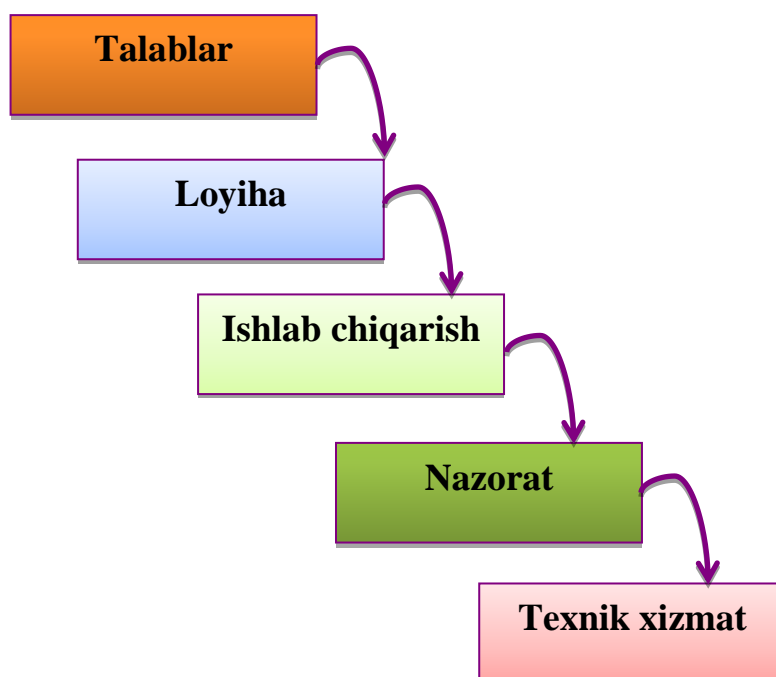 Talablar
Loyiha
Ishlab chiqarish
Nazorat
Texnik xizmat